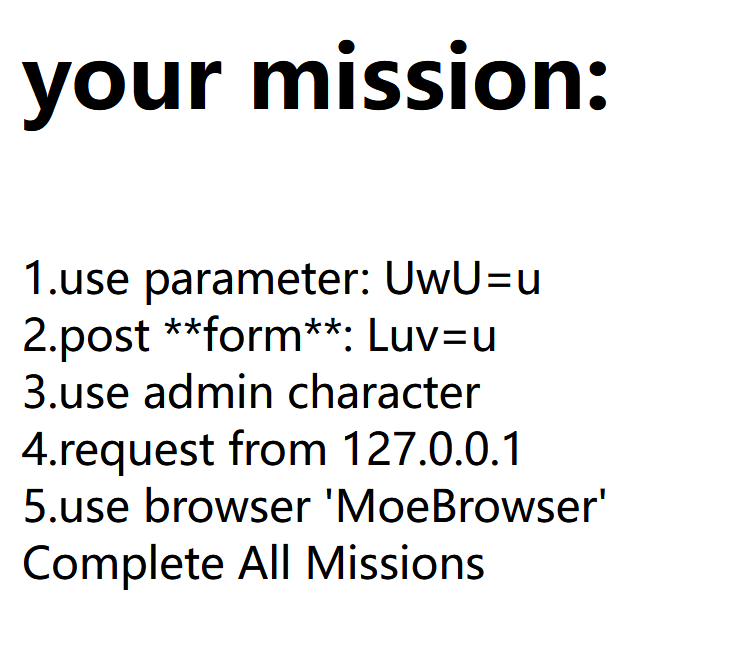 your mission:
1.use parameter: UwU=u
2.post **form**: Luv=u
3.use admin character
4.request from 127.0.0.1
5.use browser 'MoeBrowser'
Complete All Missions